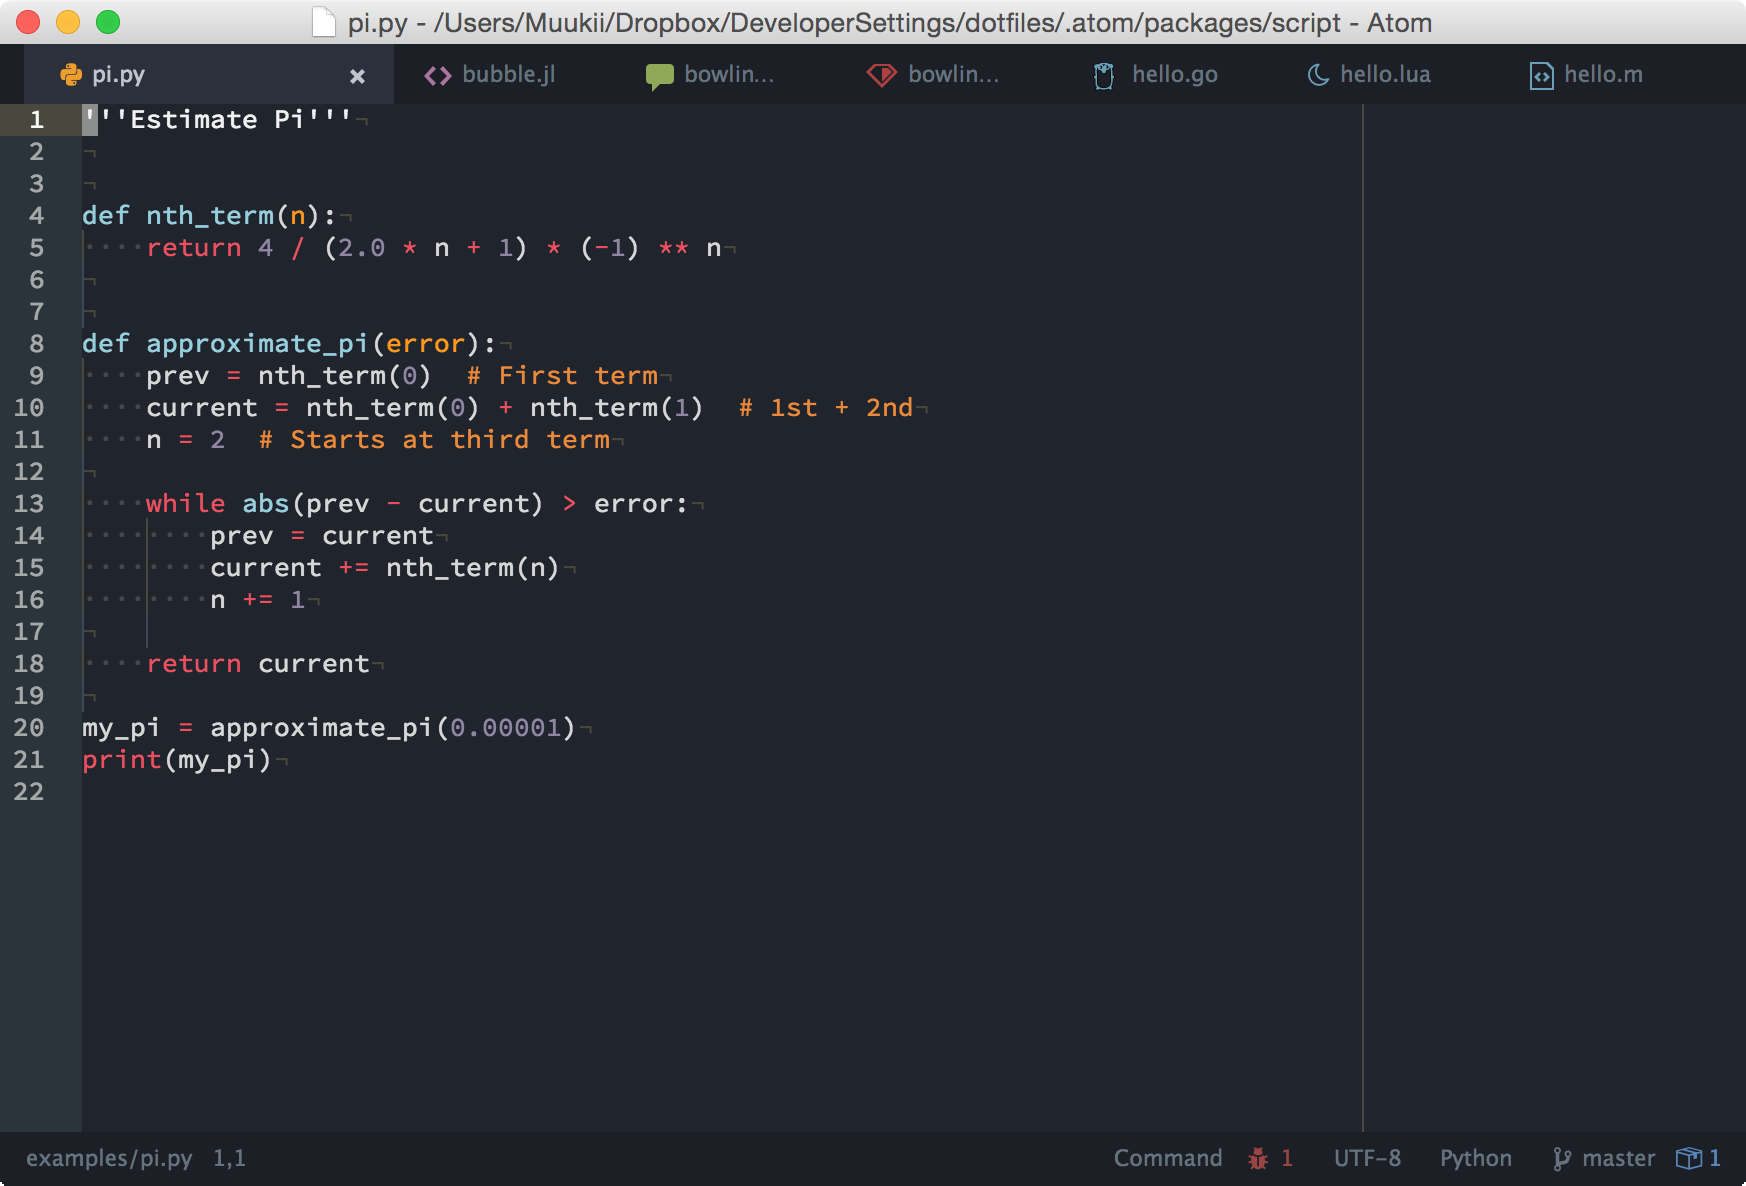 pi.py - /Users/Muukii/Dropbox/DeveloperSettings/dotfiles/.atom/packages/script - Atom
pi.py × bubble.jl bowlin... bowlin... hello.go hello.lua hello.m
1 '''Estimate Pi'''¬
2 ¬
3 ¬
4 def nth_term(n):¬
5 ····return 4 / (2.0 * n + 1) * (-1) ** n¬
6 ¬
7 ¬
8 def approximate_pi(error):¬
9 ····prev = nth_term(0)  # First term¬
10 ····current = nth_term(0) + nth_term(1)  # 1st + 2nd¬
11 ····n = 2  # Starts at third term¬
12 ¬
13 ····while abs(prev - current) > error:¬
14 ········prev = current¬
15 ········current += nth_term(n)¬
16 ········n += 1¬
17 ¬
18 ····return current¬
19 ¬
20 my_pi = approximate_pi(0.00001)¬
21 print(my_pi)¬
22
examples/pi.py 1,1 Command 1 UTF-8 Python master 1